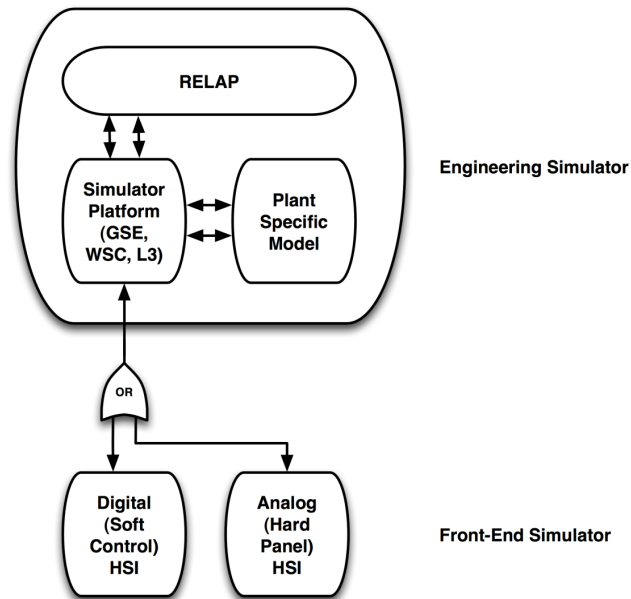 RELAP
Engineering Simulator
Simulator
Platform
(GSE,
WSC, L3)
Plant
Specific
Model
OR
Digital
(Soft
Control)
HSI
Analog
(Hard
Panel)
HSI
Front-End Simulator